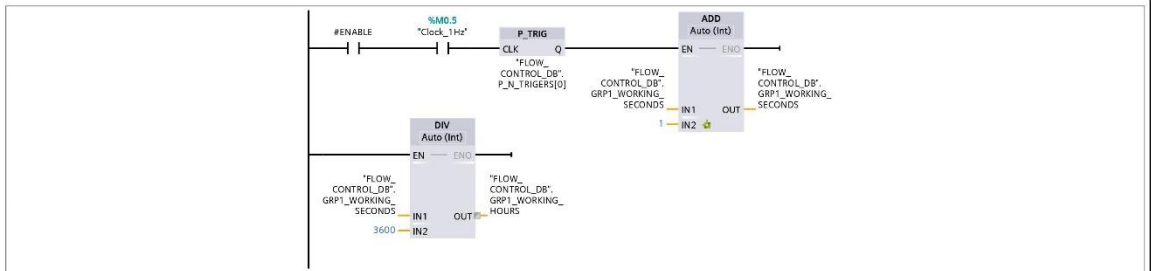 ADD
%M0.5
#ENABLE
"Clock_1Hz"
P_TRIG
Auto (Int)
CLK
Q
EN
ENO
"FLOW_
CONTROL_DB".
P_N_TRIGERS[0]
"FLOW_
CONTROL_DB".
GRP1_WORKING_
SECONDS
IN1
OUT
"FLOW_
CONTROL_DB".
GRP1_WORKING_
SECONDS
1
IN2
DIV
Auto (Int)
EN
ENO
"FLOW_
CONTROL_DB".
GRP1_WORKING_
SECONDS
IN1
OUT
"FLOW_
CONTROL_DB".
GRP1_WORKING_
HOURS
3600
IN2